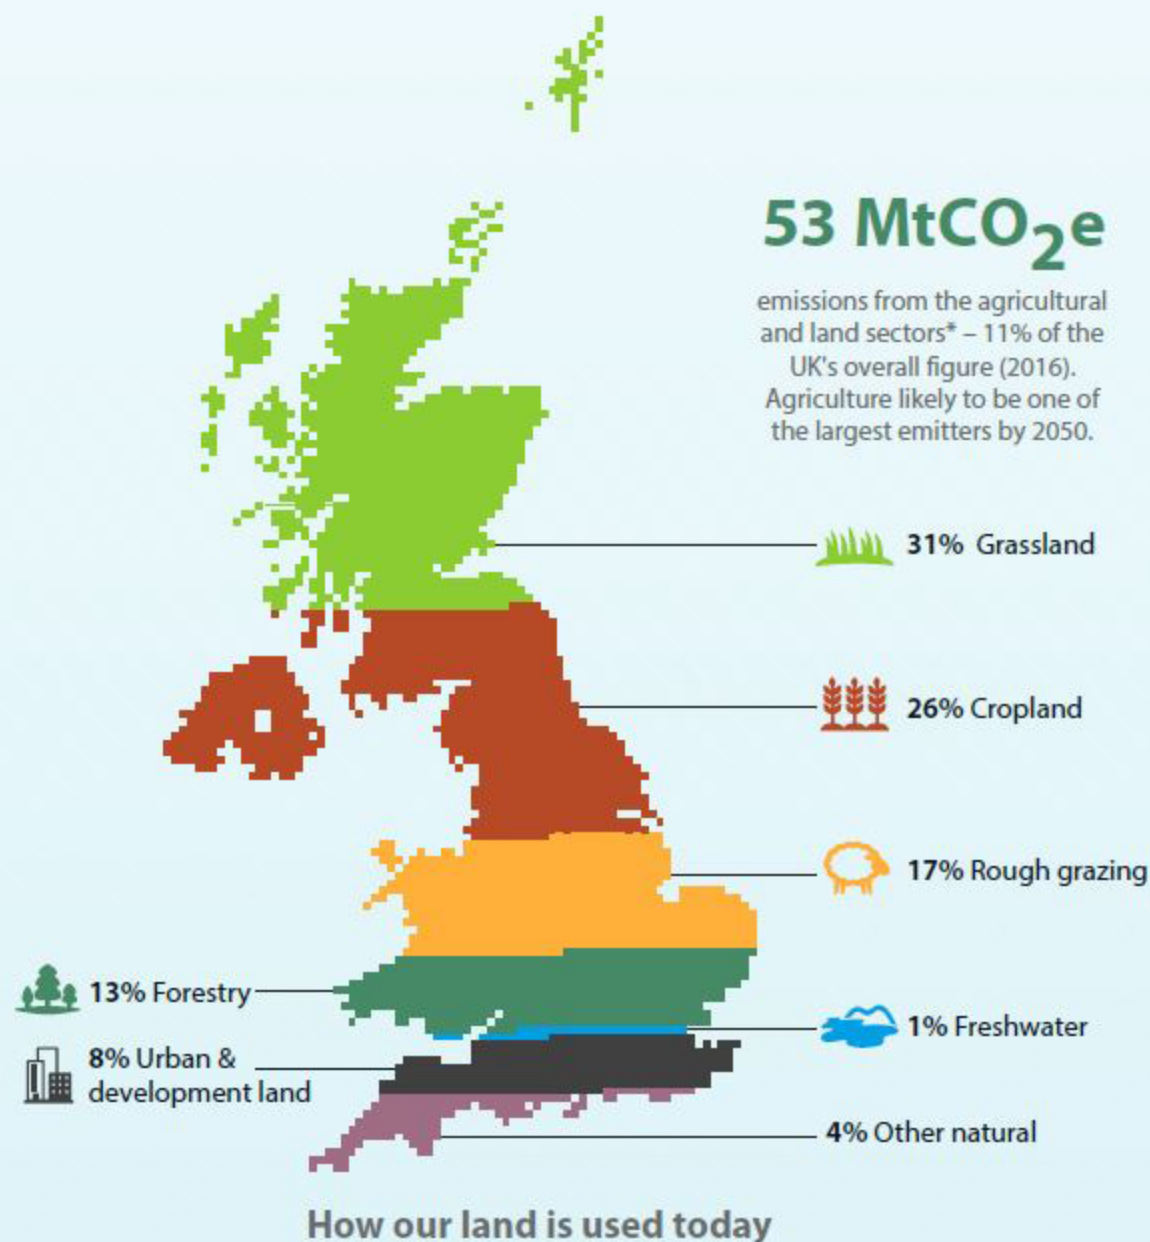 53 MtCO₂e
emissions from the agricultural
and land sectors* – 11% of the
UK's overall figure (2016).
Agriculture likely to be one of
the largest emitters by 2050.
31% Grassland
26% Cropland
17% Rough grazing
13% Forestry
1% Freshwater
8% Urban &
development land
4% Other natural
How our land is used today